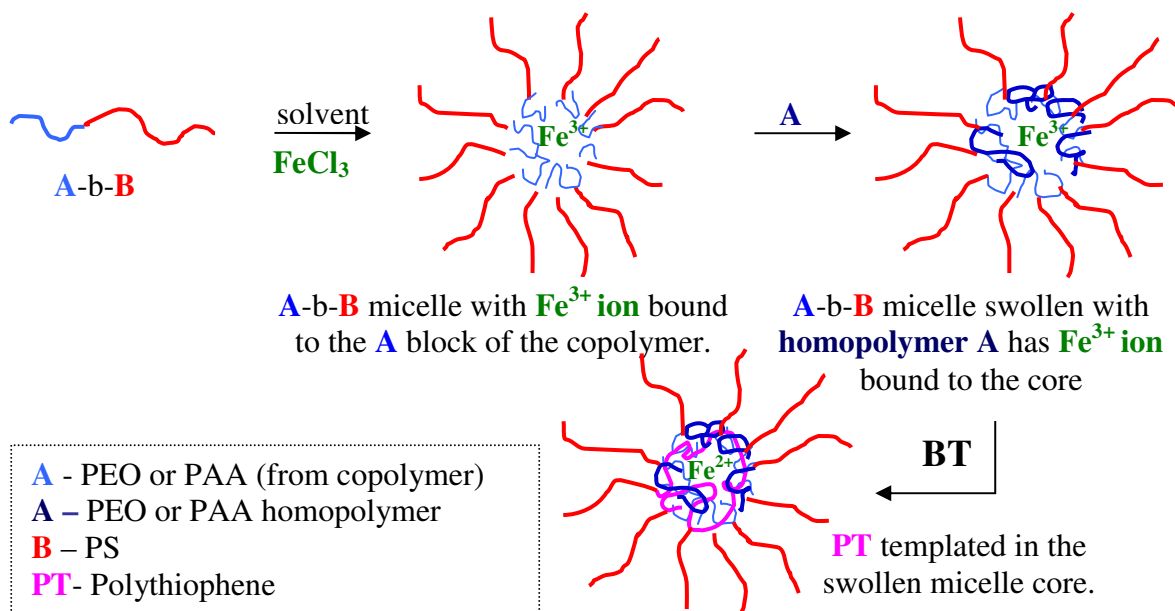 solvent
FeCl₃
A-b-B
Fe³⁺
A
Fe³⁺
A-b-B micelle with Fe³⁺ ion bound
to the A block of the copolymer.
A-b-B micelle swollen with
homopolymer A has Fe³⁺ ion
bound to the core
BT
Fe²⁺
PT templated in the
swollen micelle core.
A - PEO or PAA (from copolymer)
A – PEO or PAA homopolymer
B – PS
PT- Polythiophene